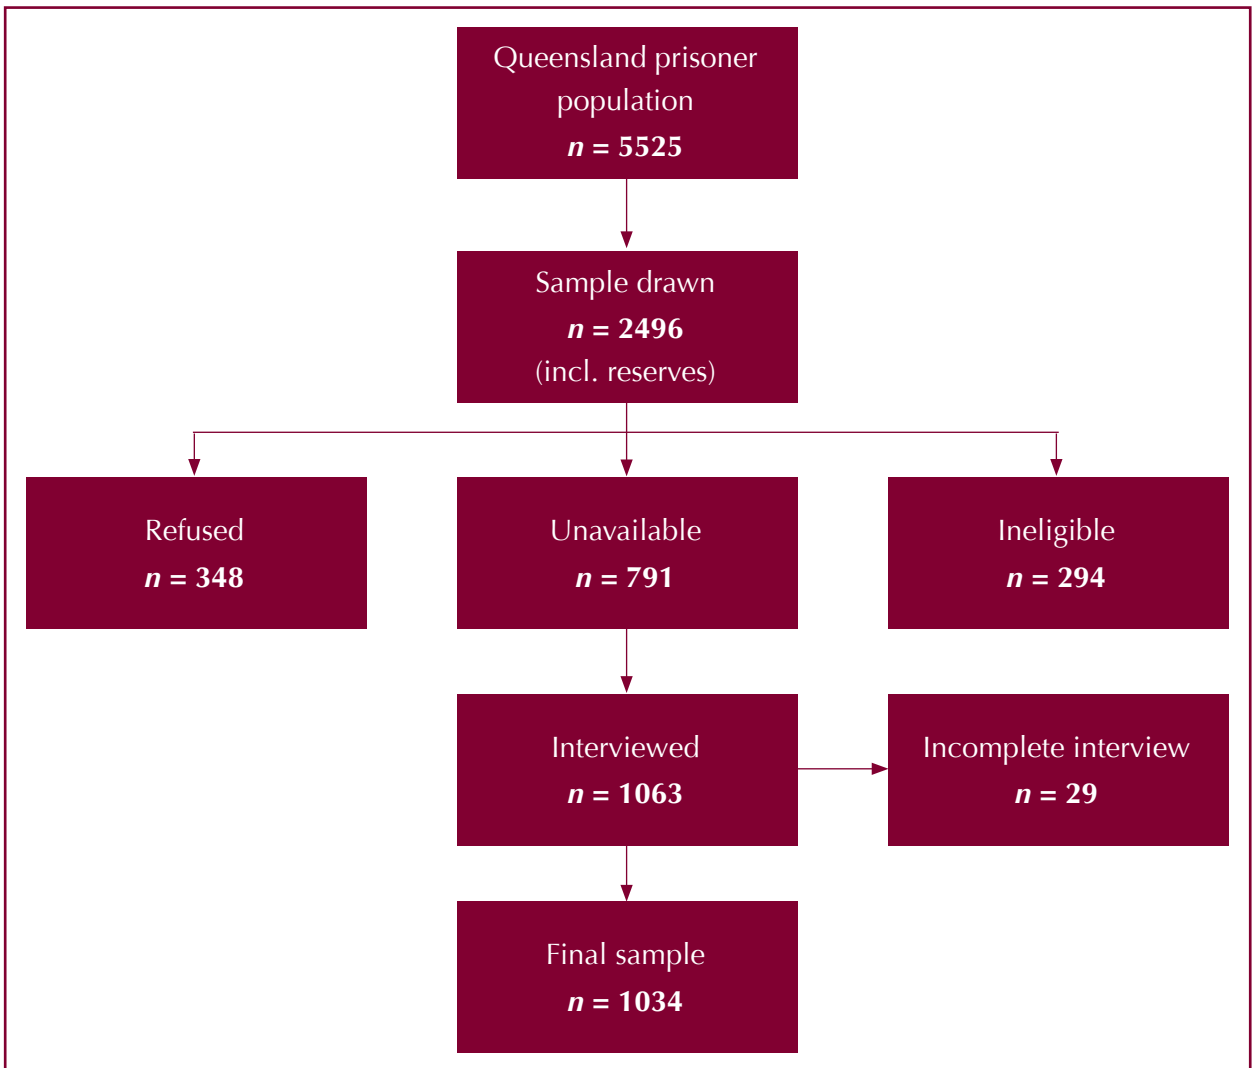 Queensland prisoner
population
n = 5525
Sample drawn
n = 2496
(incl. reserves)
Refused
n = 348
Unavailable
n = 791
Ineligible
n = 294
Interviewed
n = 1063
Incomplete interview
n = 29
Final sample
n = 1034